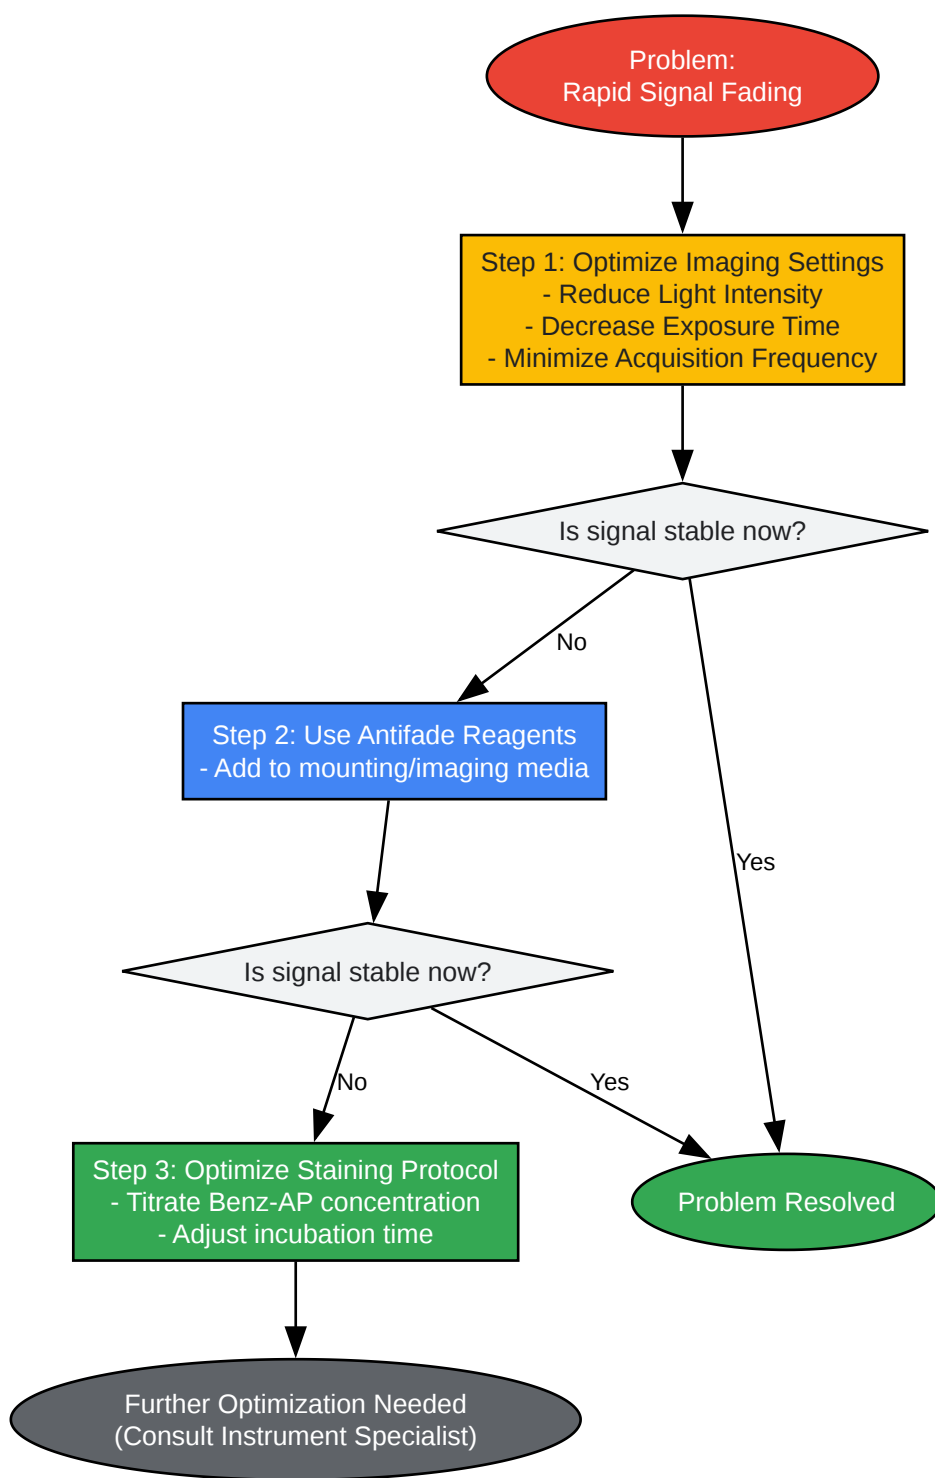 Problem:
Rapid Signal Fading
Step 1: Optimize Imaging Settings
- Reduce Light Intensity
- Decrease Exposure Time
- Minimize Acquisition Frequency
Is signal stable now?
No
Step 2: Use Antifade Reagents
- Add to mounting/imaging media
Yes
Is signal stable now?
No
Yes
Step 3: Optimize Staining Protocol
- Titrate Benz-AP concentration
- Adjust incubation time
Problem Resolved
Further Optimization Needed
(Consult Instrument Specialist)